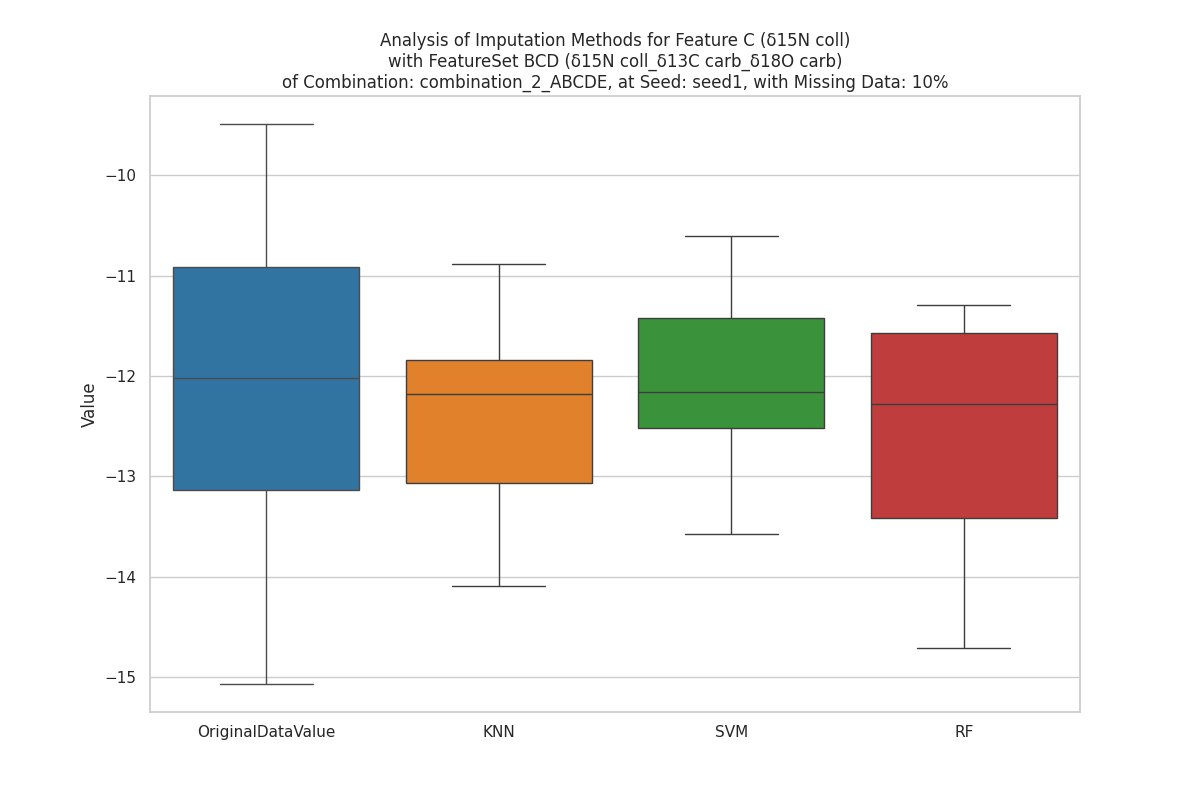 Analysis of Imputation Methods for Feature C (δ15N coll)
with FeatureSet BCD (δ15N coll_δ13C carb_δ18O carb)
of Combination: combination_2_ABCDE, at Seed: seed1, with Missing Data: 10%
−10
−11
−12
−13
−14
−15
Value
OriginalDataValue
KNN
SVM
RF